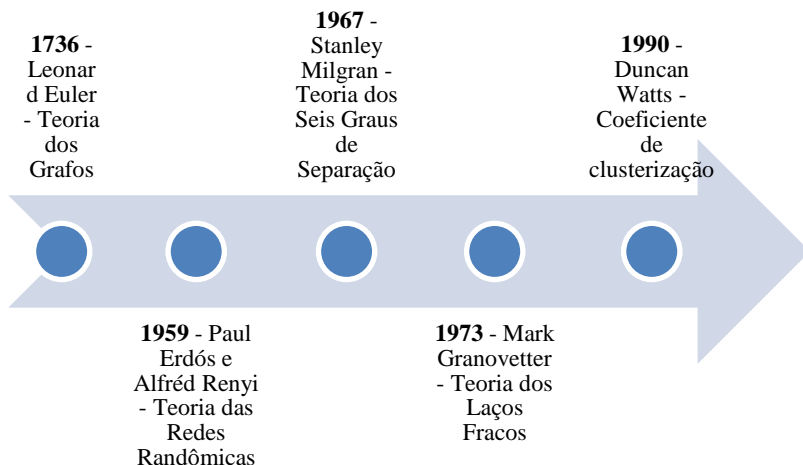 1736 -
Leonar
d Euler
- Teoria
dos
Grafos
1959 - Paul
Erdós e
Alfréd Renyi
- Teoria das
Redes
Randômicas
1967 -
Stanley
Milgran -
Teoria dos
Seis Graus
de
Separação
1973 - Mark
Granovetter
- Teoria dos
Laços
Fracos
1990 -
Duncan
Watts -
Coeficiente
de
clusterização